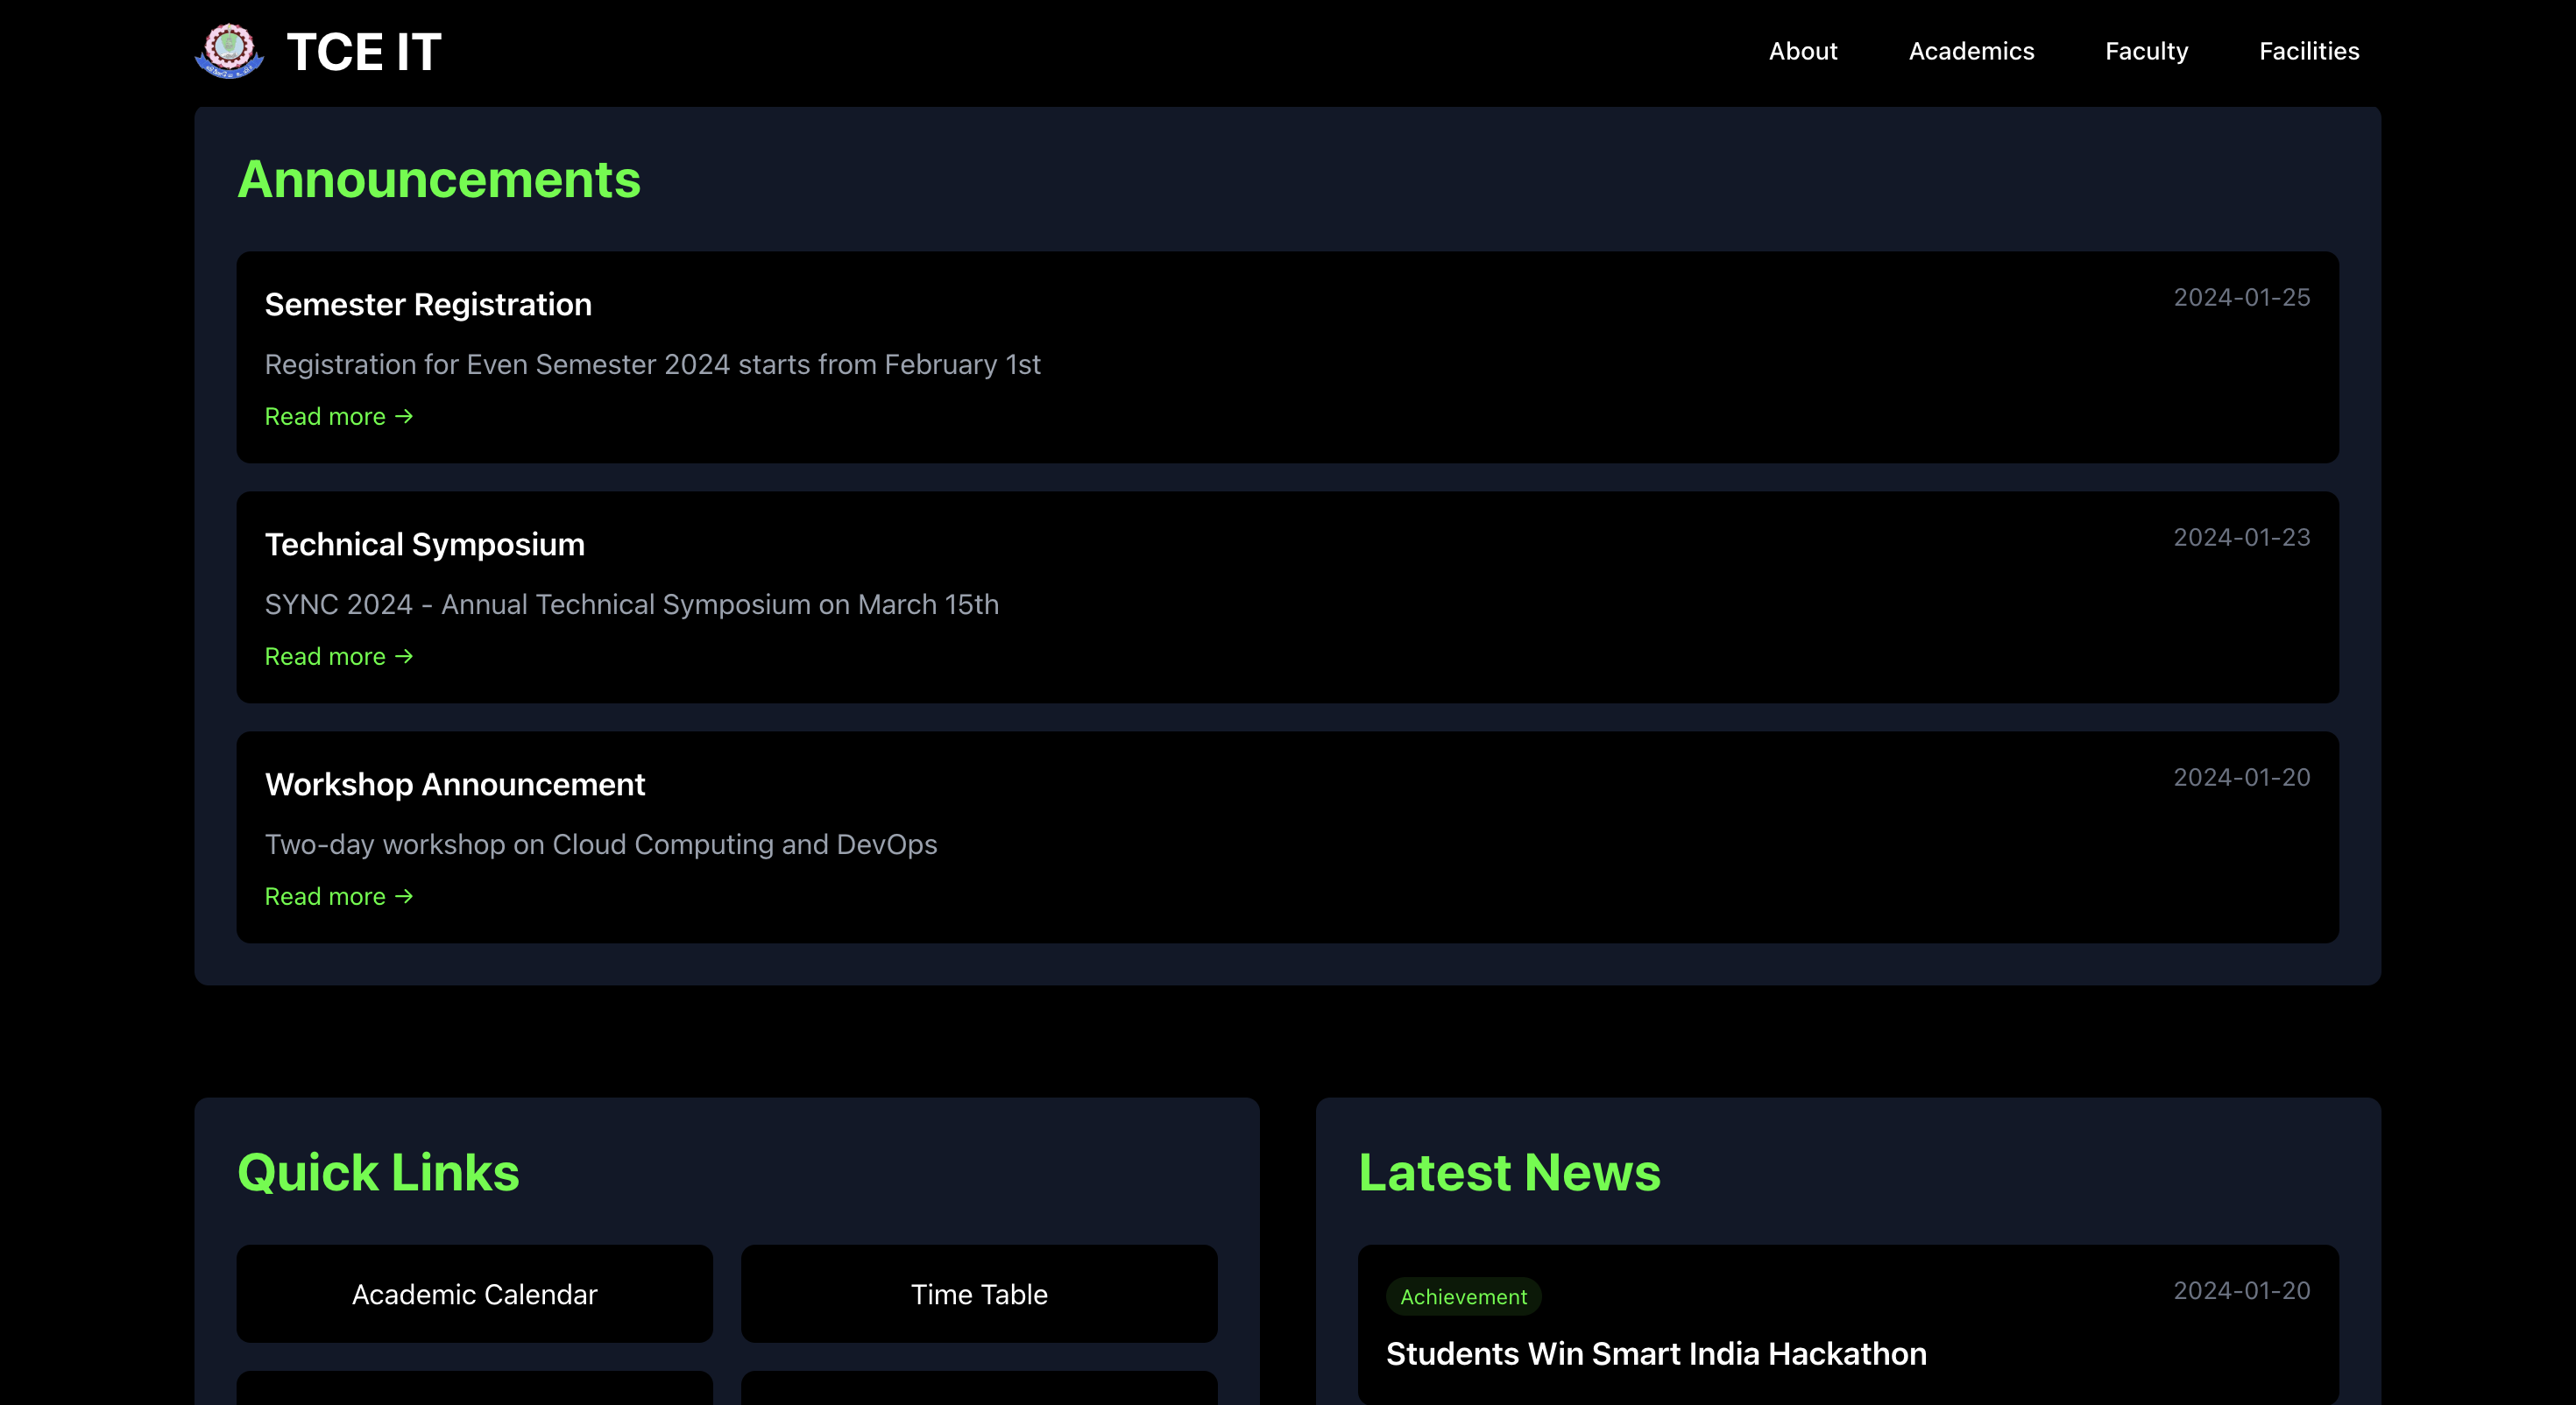 TCE IT
About
Academics
Faculty
Facilities
Announcements
Semester Registration
2024-01-25
Registration for Even Semester 2024 starts from February 1st
Read more →
Technical Symposium
2024-01-23
SYNC 2024 - Annual Technical Symposium on March 15th
Read more →
Workshop Announcement
2024-01-20
Two-day workshop on Cloud Computing and DevOps
Read more →
Quick Links
Academic Calendar
Time Table
Latest News
Achievement
2024-01-20
Students Win Smart India Hackathon